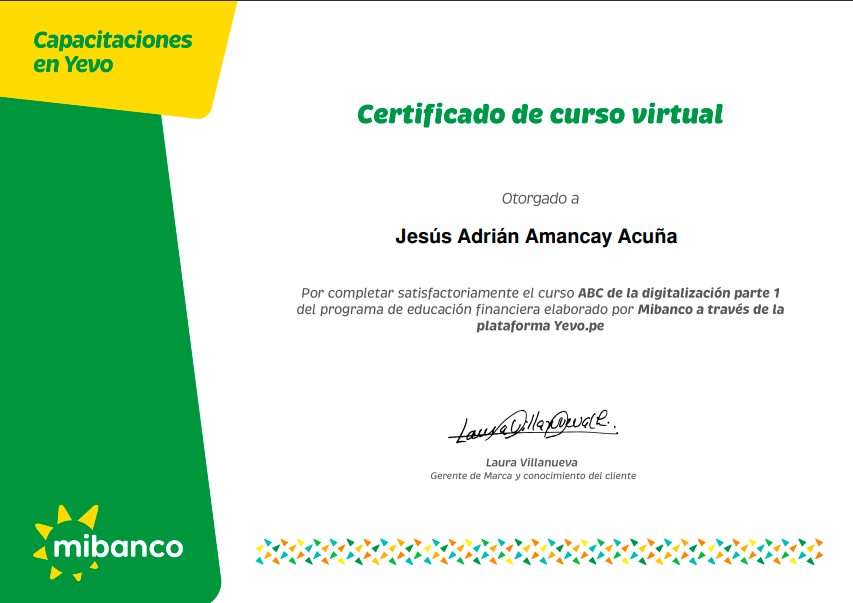 Capacitaciones
en Yevo
Certificado de curso virtual
Otorgado a
Jesús Adrián Amancay Acuña
Por completar satisfactoriamente el curso ABC de la digitalización parte 1
del programa de educación financiera elaborado por Mibanco a través de la
plataforma Yevo.pe
Laura Villanueva R.
Laura Villanueva
Gerente de Marca y conocimiento del cliente
mibanco